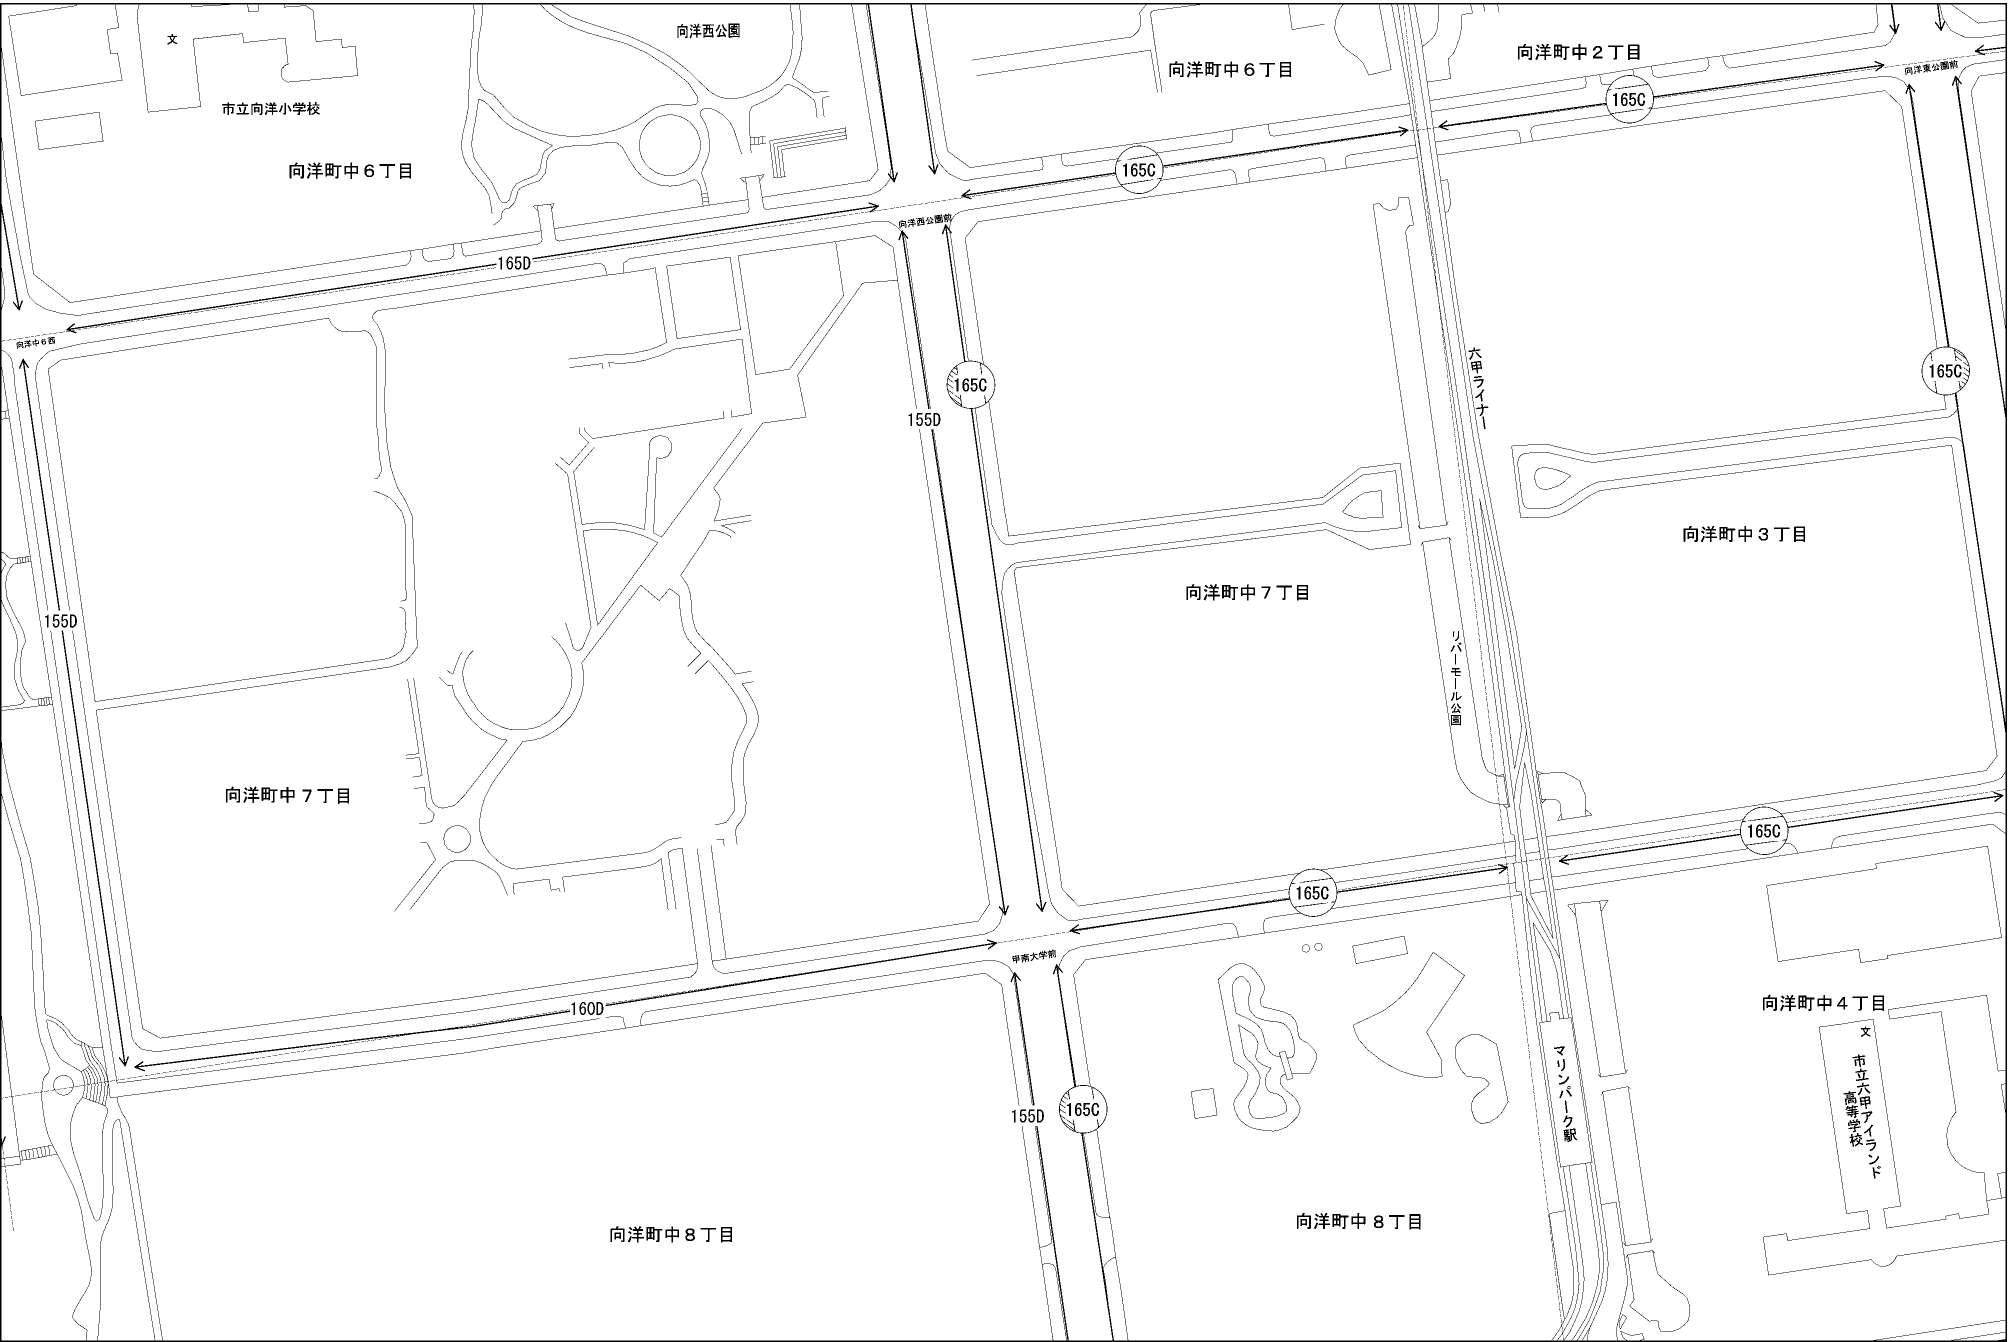 文
向洋西公園
向洋町中６丁目
向洋町中２丁目
向洋東公園前
市立向洋小学校
165C
向洋町中６丁目
165C
向洋西公園前
165D
向洋中６西
六甲ライナー
165C
165C
155D
向洋町中３丁目
向洋町中７丁目
155D
リバーモール公園
向洋町中７丁目
165C
165C
甲南大学前
160D
向洋町中４丁目
文
市立六甲アイランド
高等学校
マリンパーク駅
155D
165C
向洋町中８丁目
向洋町中８丁目